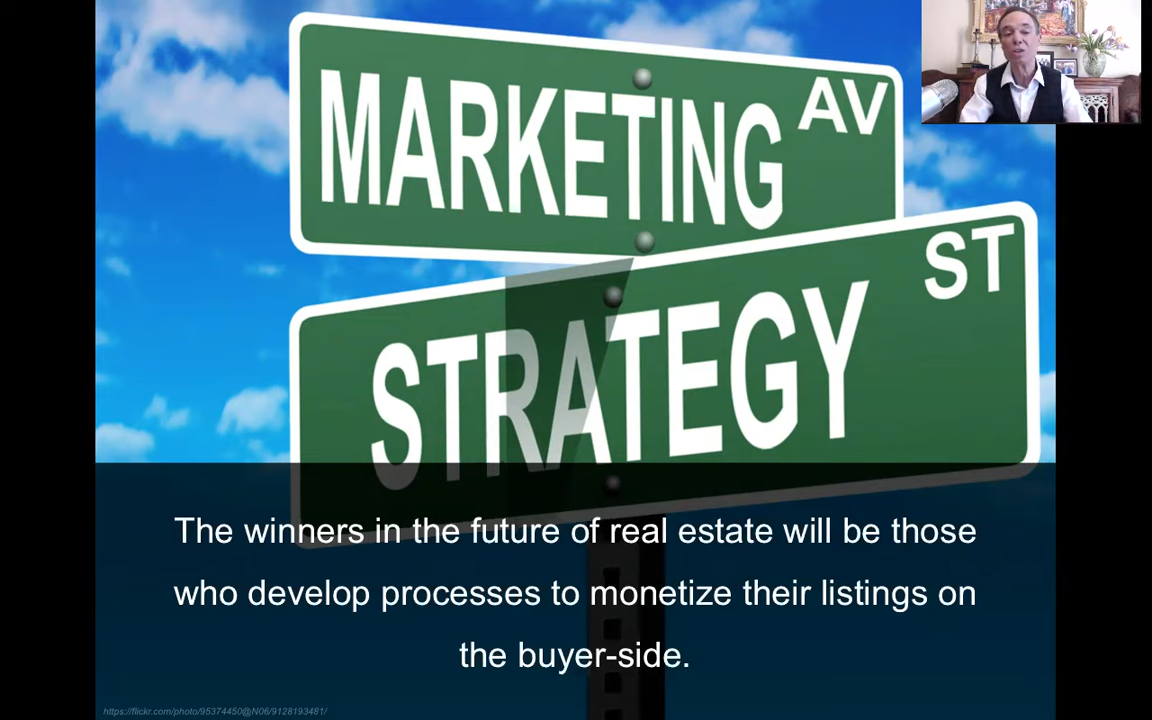 MARKETING AV
STRATEGY ST
The winners in the future of real estate will be those
who develop processes to monetize their listings on
the buyer-side.
https://flickr.com/photo/95374450@N06/9128193481/